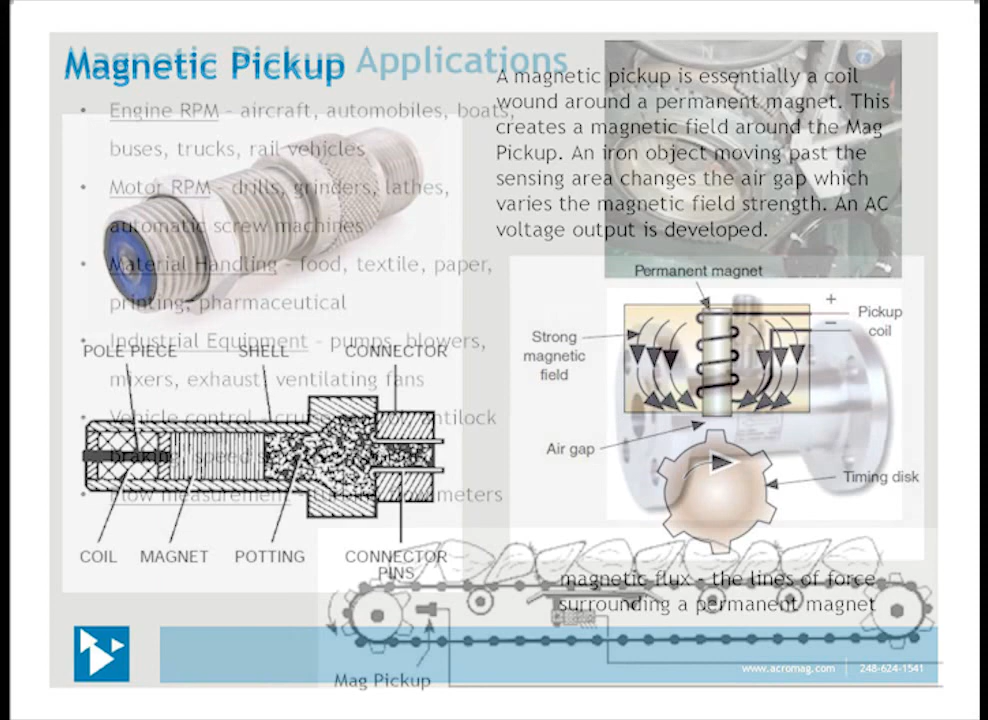 Magnetic Pickup
Magnetic Pickup Applications
A magnetic pickup is essentially a coil
wound around a permanent magnet. This
creates a magnetic field around the Mag
Pickup. An iron object moving past the
sensing area changes the air gap which
varies the magnetic field strength. An AC
voltage output is developed.
• Engine RPM - aircraft, automobiles, boats,
buses, trucks, rail vehicles
• Motor RPM - drills, grinders, lathes,
automatic screw machines
• Material Handling - food, textile, paper,
printing, pharmaceutical
• Industrial Equipment - pumps, blowers,
mixers, exhaust, ventilating fans
• Vehicle control -
braking, speed
• Flow measurement - meters
POLE PIECE
SHELL
CONNECTOR
COIL
MAGNET
POTTING
CONNECTOR
PINS
Permanent magnet
+
–
Pickup
coil
Strong
magnetic
field
Air gap
Timing disk
magnetic flux - the lines of force
surrounding a permanent magnet
Mag Pickup
www.acromag.com | 248-624-1541